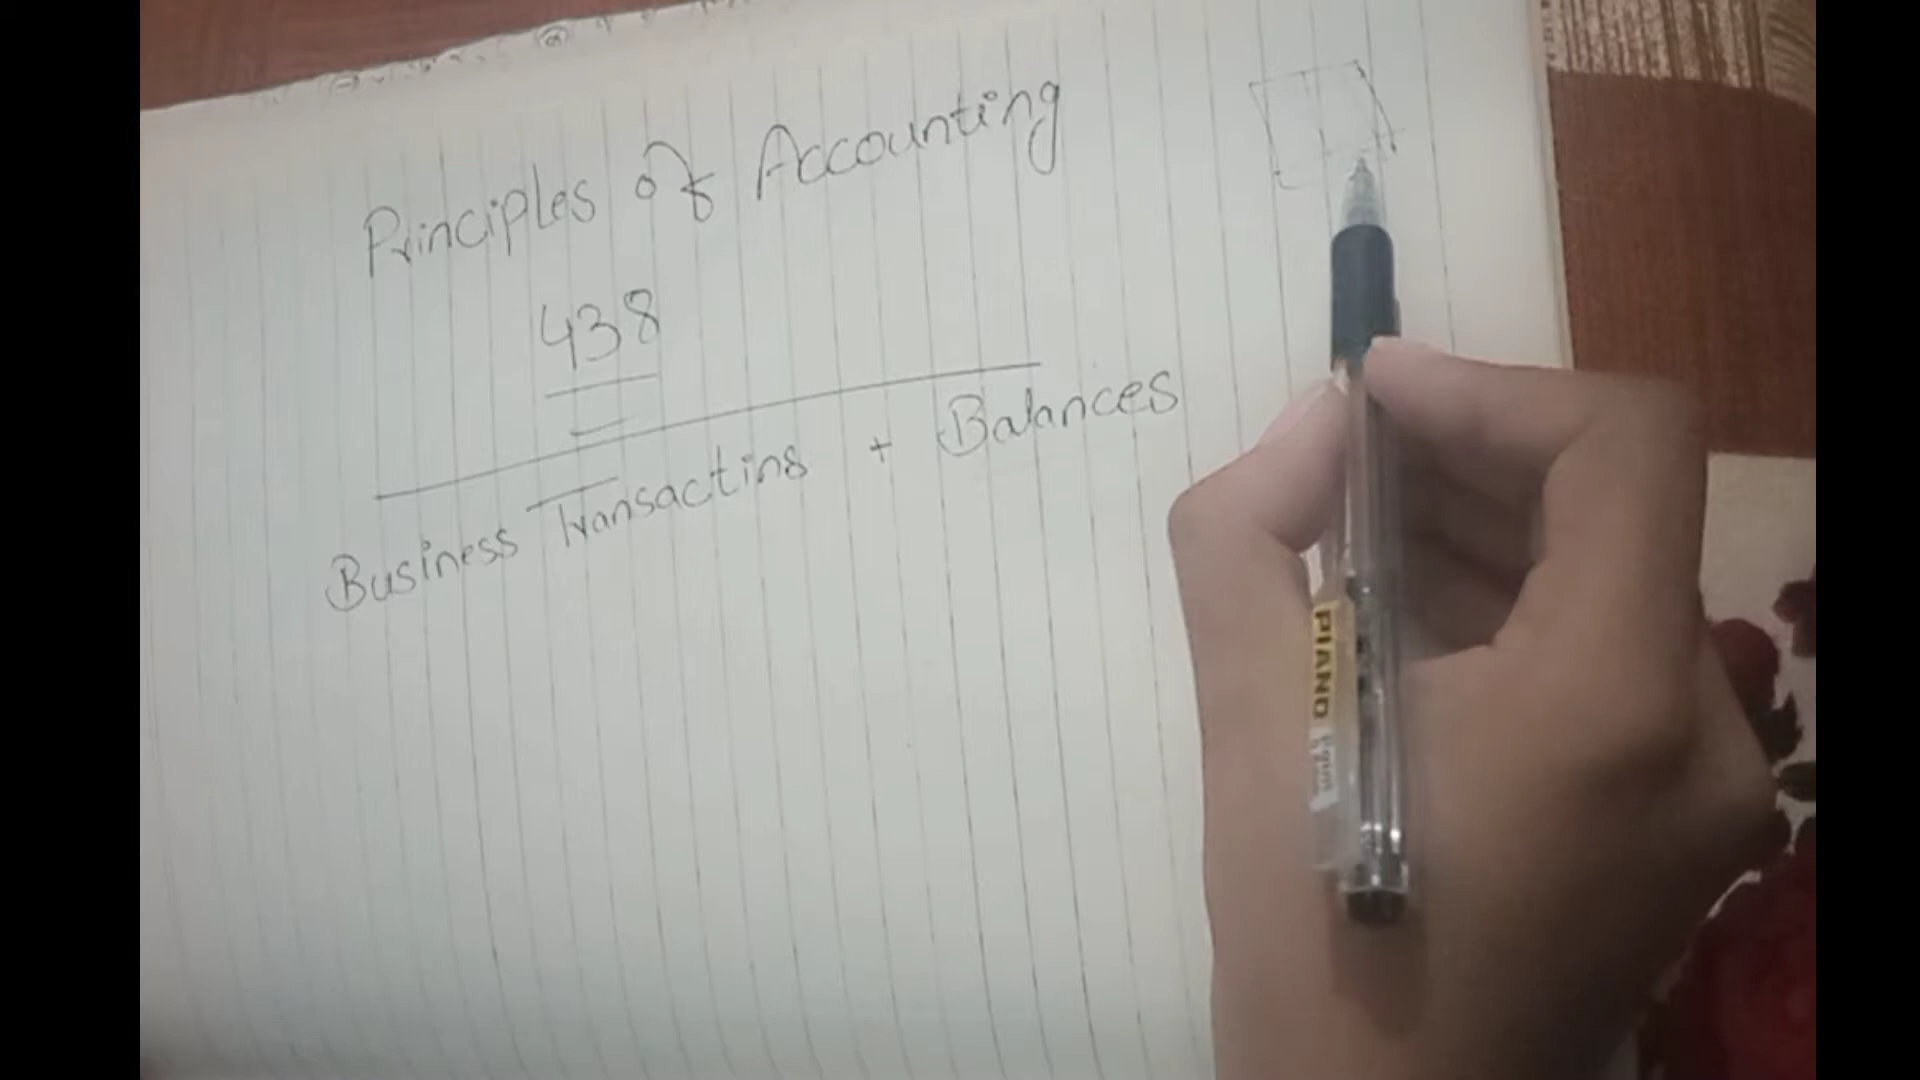 Principles of Accounting
438
Business Transactins + Balances
PIANO